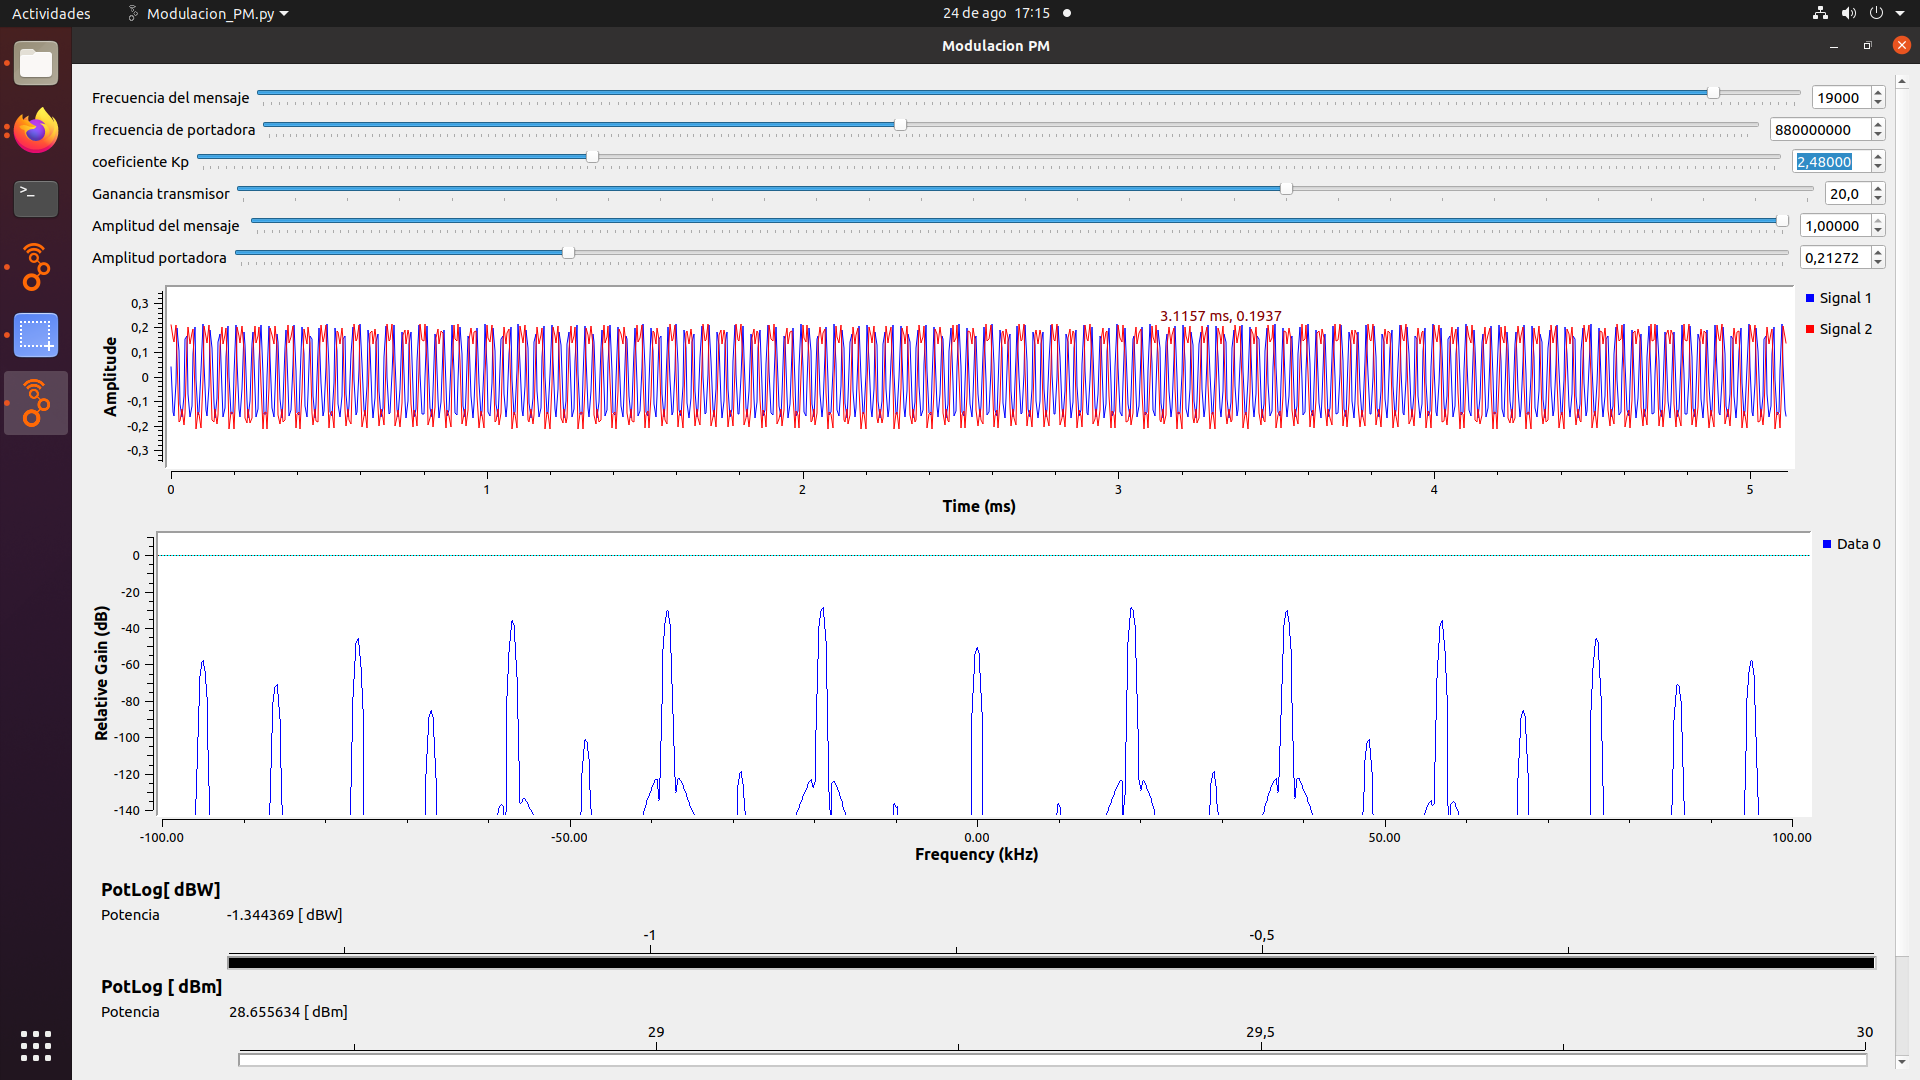 Actividades Modulacion_PM.py 24 de ago 17:15
Modulacion PM
Frecuencia del mensaje 19000
frecuencia de portadora 880000000
coeficiente Kp 2,48000
Ganancia transmisor 20,0
Amplitud del mensaje 1,00000
Amplitud portadora 0,21272
Amplitude
0,3
0,2
0,1
0
-0,1
-0,2
-0,3
3.1157 ms, 0.1937
Signal 1
Signal 2
0 1 2 3 4 5
Time (ms)
Relative Gain (dB)
0
-20
-40
-60
-80
-100
-120
-140
Data 0
-100.00 -50.00 0.00 50.00 100.00
Frequency (kHz)
PotLog[ dBW]
Potencia -1.344369 [ dBW]
-1 -0,5
PotLog [ dBm]
Potencia 28.655634 [ dBm]
29 29,5 30